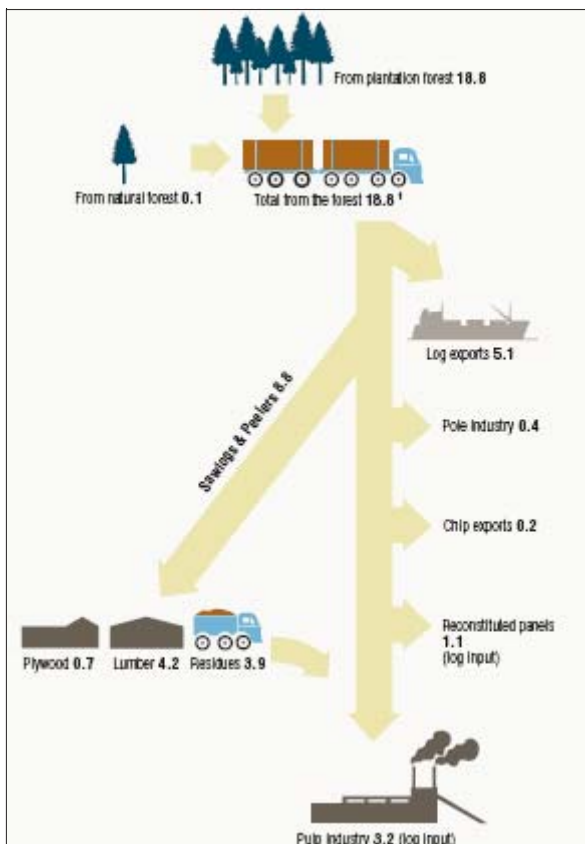 From plantation forest 18.8
From natural forest 0.1
Total from the forest 18.8 †
Log exports 5.1
Sawlogs & Peelers 8.8
Pole Industry 0.4
Chip exports 0.2
Reconstituted panels
1.1
(log input)
Plywood 0.7
Lumber 4.2
Residues 3.9
Pulp Industry 3.2 (log input)